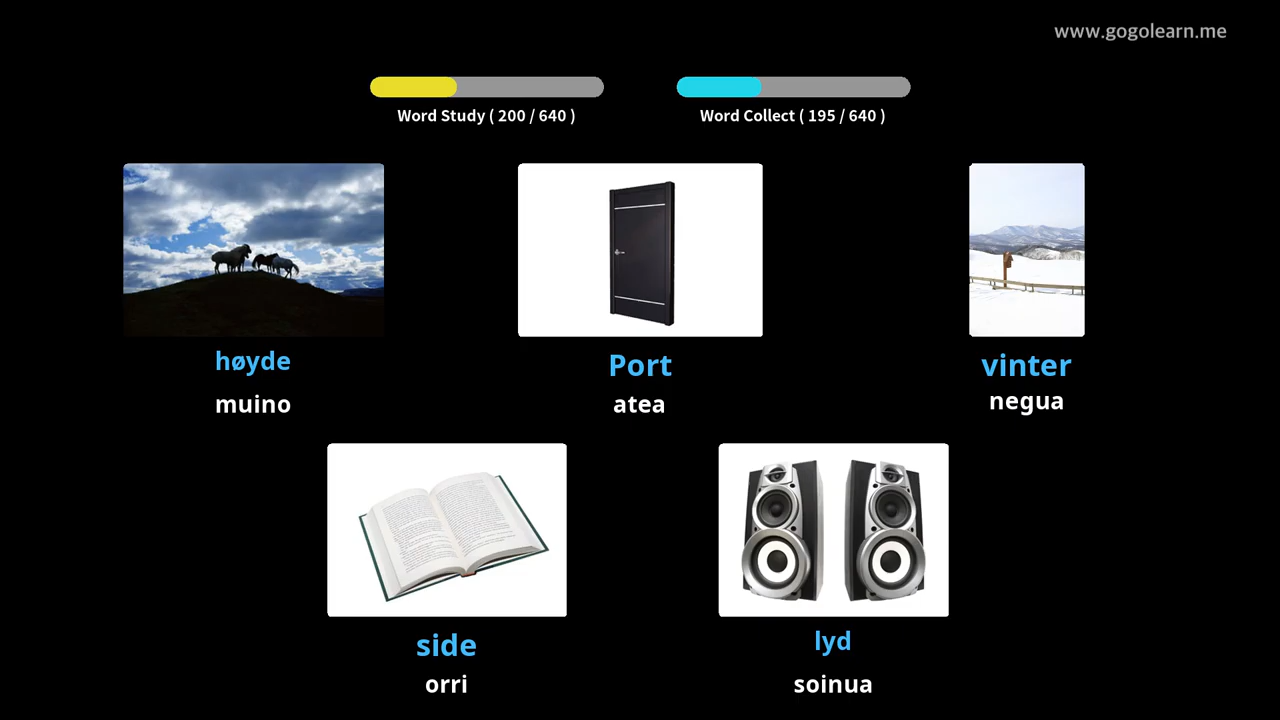 www.gogolearn.me
Word Study ( 200 / 640 )
Word Collect ( 195 / 640 )
høyde
Port
vinter
muino
atea
negua
side
lyd
orri
soinua